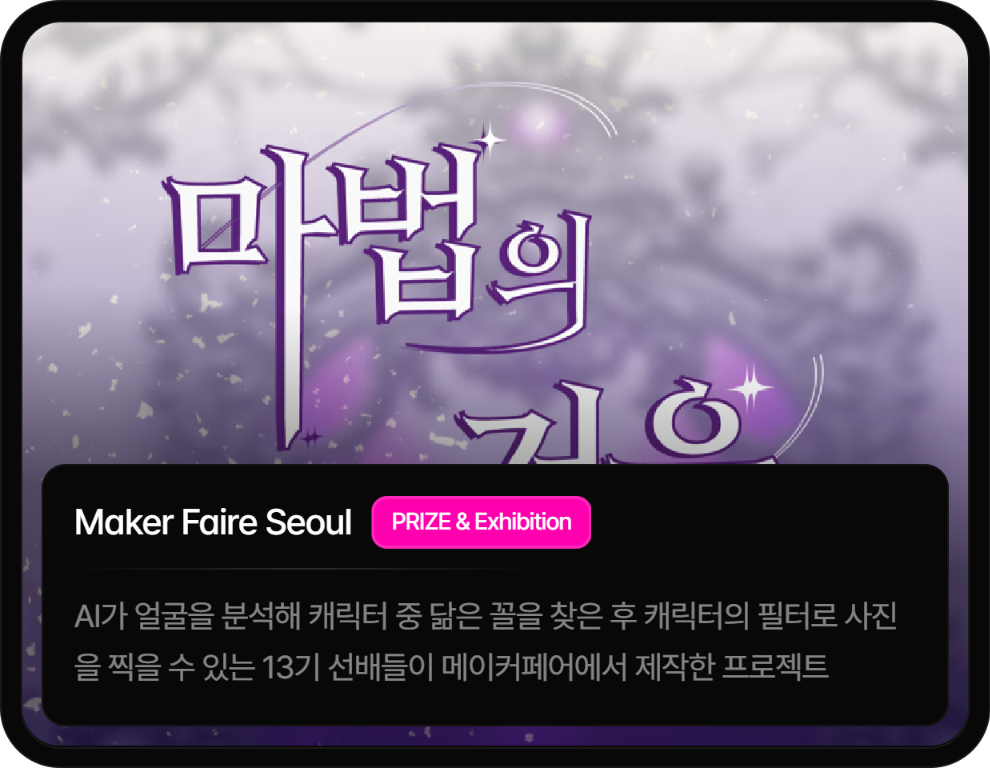 마법의
거울
Maker Faire Seoul
PRIZE & Exhibition
AI가 얼굴을 분석해 캐릭터 중 닮은 꼴을 찾은 후 캐릭터의 필터로 사진
을 찍을 수 있는 13기 선배들이 메이커페어에서 제작한 프로젝트